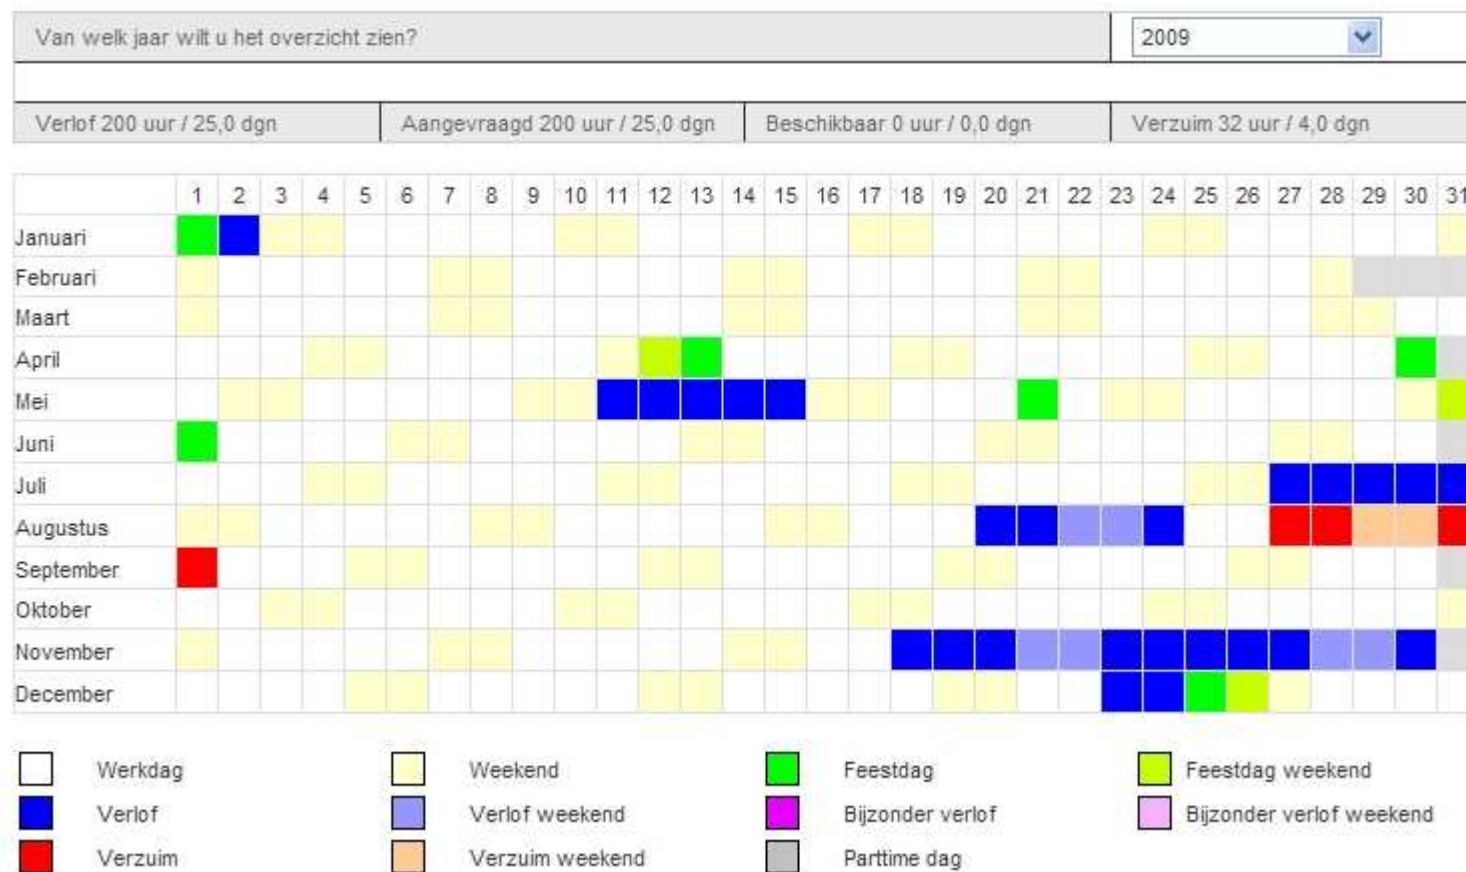 Van welk jaar wilt u het overzicht zien? 2009
Verlof 200 uur / 25,0 dgn Aangevraagd 200 uur / 25,0 dgn Beschikbaar 0 uur / 0,0 dgn Verzuim 32 uur / 4,0 dgn
1 2 3 4 5 6 7 8 9 10 11 12 13 14 15 16 17 18 19 20 21 22 23 24 25 26 27 28 29 30 31
Januari
Februari
Maart
April
Mei
Juni
Juli
Augustus
September
Oktober
November
December
Werkdag Weekend Feestdag Feestdag weekend
Verlof Verlof weekend Bijzonder verlof Bijzonder verlof weekend
Verzuim Verzuim weekend Parttime dag